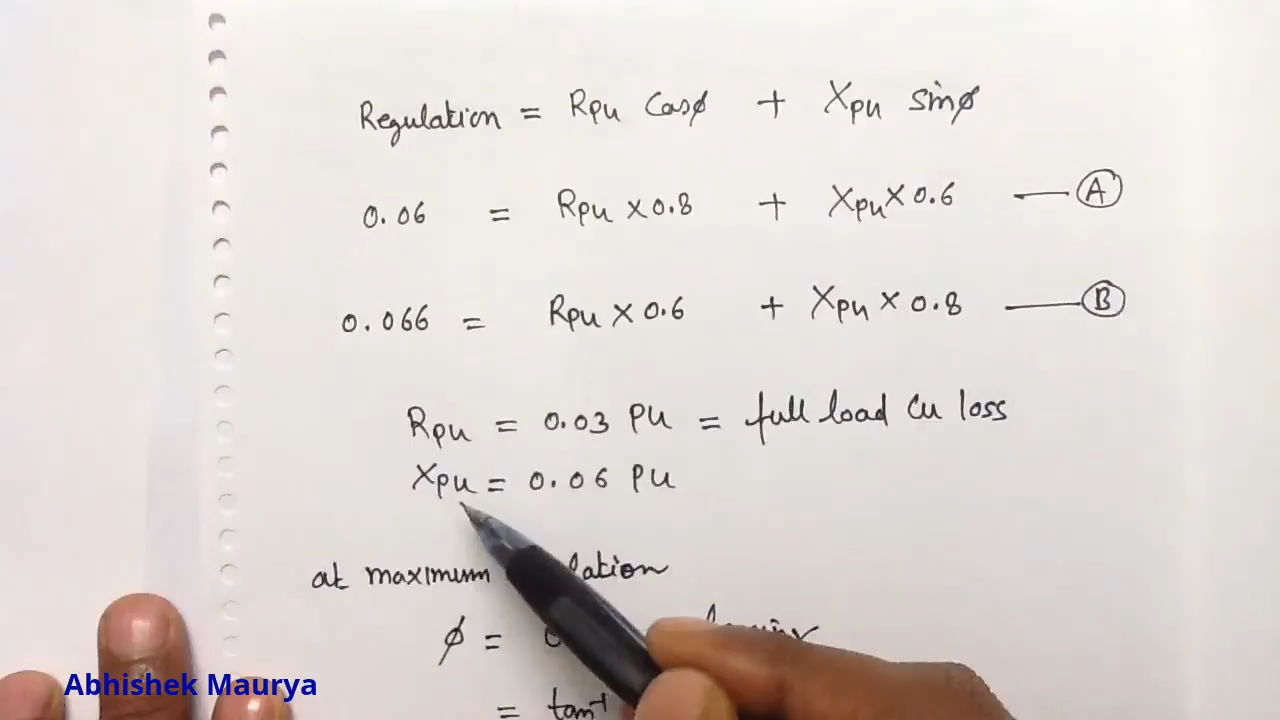 Regulation = Rpu Cosϕ + Xpu sinϕ
0.06 = Rpu × 0.8 + Xpu × 0.6 — A
0.066 = Rpu × 0.6 + Xpu × 0.8 — B
Rpu = 0.03 PU = full load Cu loss
Xpu = 0.06 PU
at maximum
ϕ =
= tan⁻¹
Abhishek Maurya